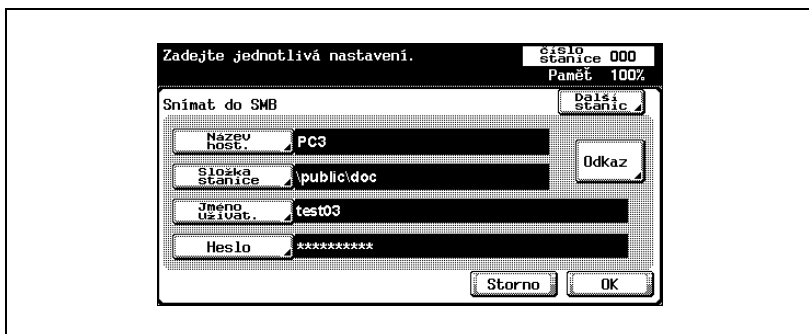 Zadejte jednotlivá nastavení.
číslo
stanice 000
Paměť 100%
Snímat do SMB
Další
stanic
Název
host.
PC3
Odkaz
Složka
stanice
\public\doc
Jméno
uživat.
test03
Heslo
**********
Storno
OK